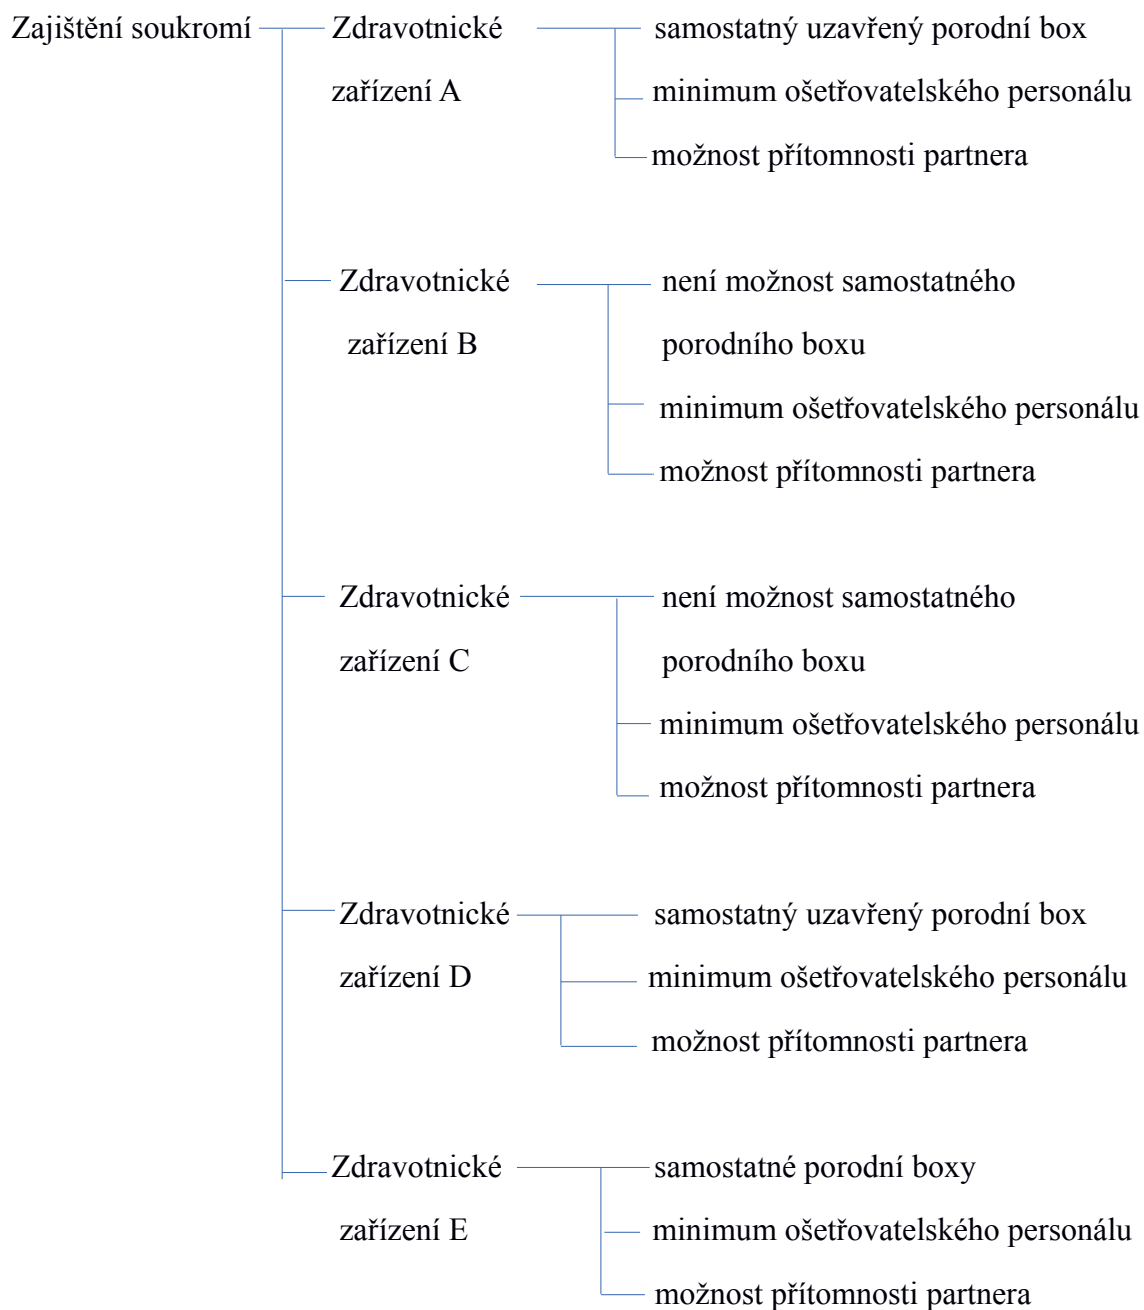 Zajištění soukromí Zdravotnické samostatný uzavřený porodní box
zařízení A minimum ošetřovatelského personálu
možnost přítomnosti partnera
Zdravotnické není možnost samostatného
zařízení B porodního boxu
minimum ošetřovatelského personálu
možnost přítomnosti partnera
Zdravotnické není možnost samostatného
zařízení C porodního boxu
minimum ošetřovatelského personálu
možnost přítomnosti partnera
Zdravotnické samostatný uzavřený porodní box
zařízení D minimum ošetřovatelského personálu
možnost přítomnosti partnera
Zdravotnické samostatné porodní boxy
zařízení E minimum ošetřovatelského personálu
možnost přítomnosti partnera